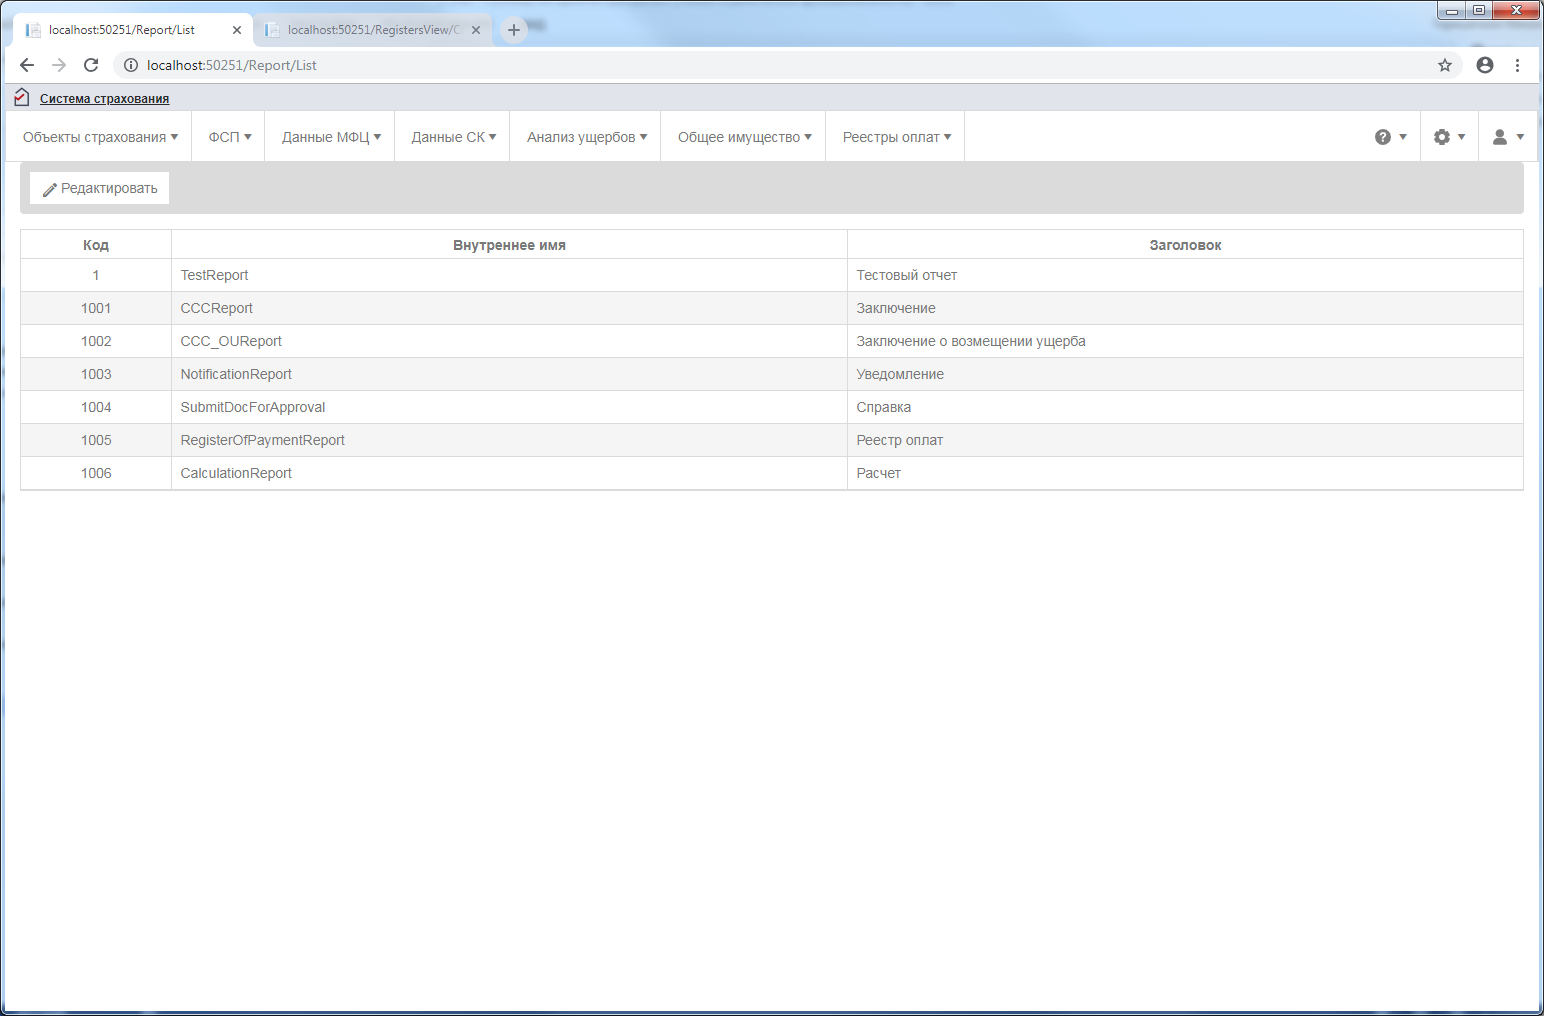 localhost:50251/Report/List
localhost:50251/RegistersView/
localhost:50251/Report/List
Система страхования
Объекты страхования ФСП Данные МФЦ Данные СК Анализ ущербов Общее имущество Реестры оплат
Редактировать
Код Внутреннее имя Заголовок
1 TestReport Тестовый отчет
1001 CCCReport Заключение
1002 CCC_OUReport Заключение о возмещении ущерба
1003 NotificationReport Уведомление
1004 SubmitDocForApproval Справка
1005 RegisterOfPaymentReport Реестр оплат
1006 CalculationReport Расчет